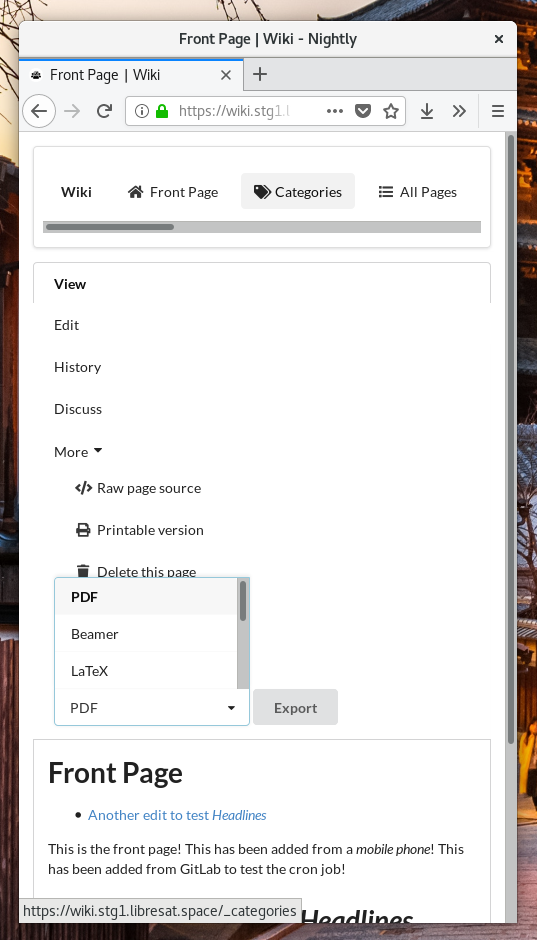 Front Page | Wiki - Nightly
Front Page | Wiki
https://wiki.stg1.l
Wiki Front Page Categories All Pages
View
Edit
History
Discuss
More
Raw page source
Printable version
Delete this page
PDF
Beamer
LaTeX
PDF Export
Front Page
• Another edit to test Headlines
This is the front page! This has been added from a mobile phone! This
has been added from GitLab to test the cron job!
Headlines
https://wiki.stg1.libresat.space/_categories